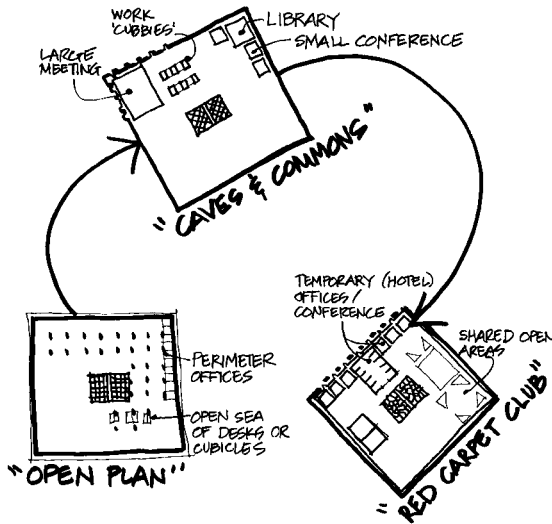 WORK
'CUBBIES'
LIBRARY
SMALL CONFERENCE
LARGE
MEETING
"CAVES & COMMONS"
TEMPORARY (HOTEL)
OFFICES/
CONFERENCE
SHARED OPEN
AREAS
PERIMETER
OFFICES
OPEN SEA
OF DESKS OR
CUBICLES
"OPEN PLAN"
"RED CARPET CLUB"